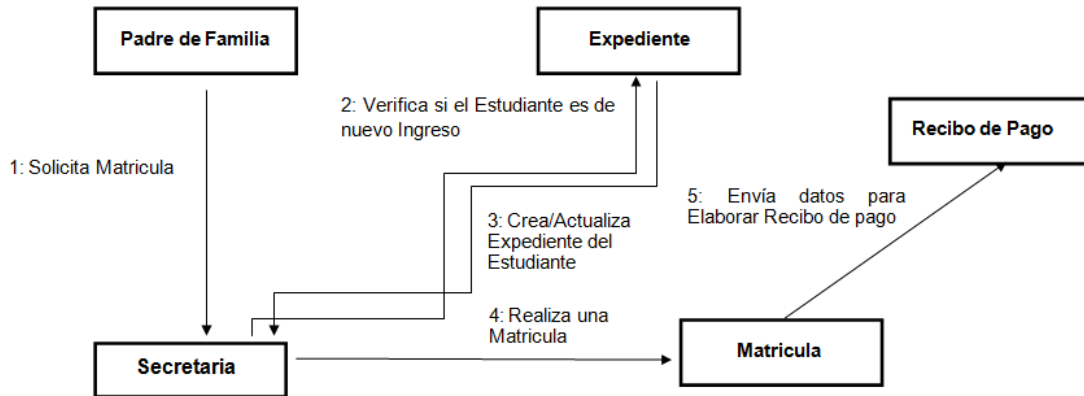 Padre de Familia
Expediente
2: Verifica si el Estudiante es de
nuevo Ingreso
Recibo de Pago
1: Solicita Matricula
5: Envía datos para
Elaborar Recibo de pago
3: Crea/Actualiza
Expediente del
Estudiante
4: Realiza una
Matricula
Secretaria
Matricula